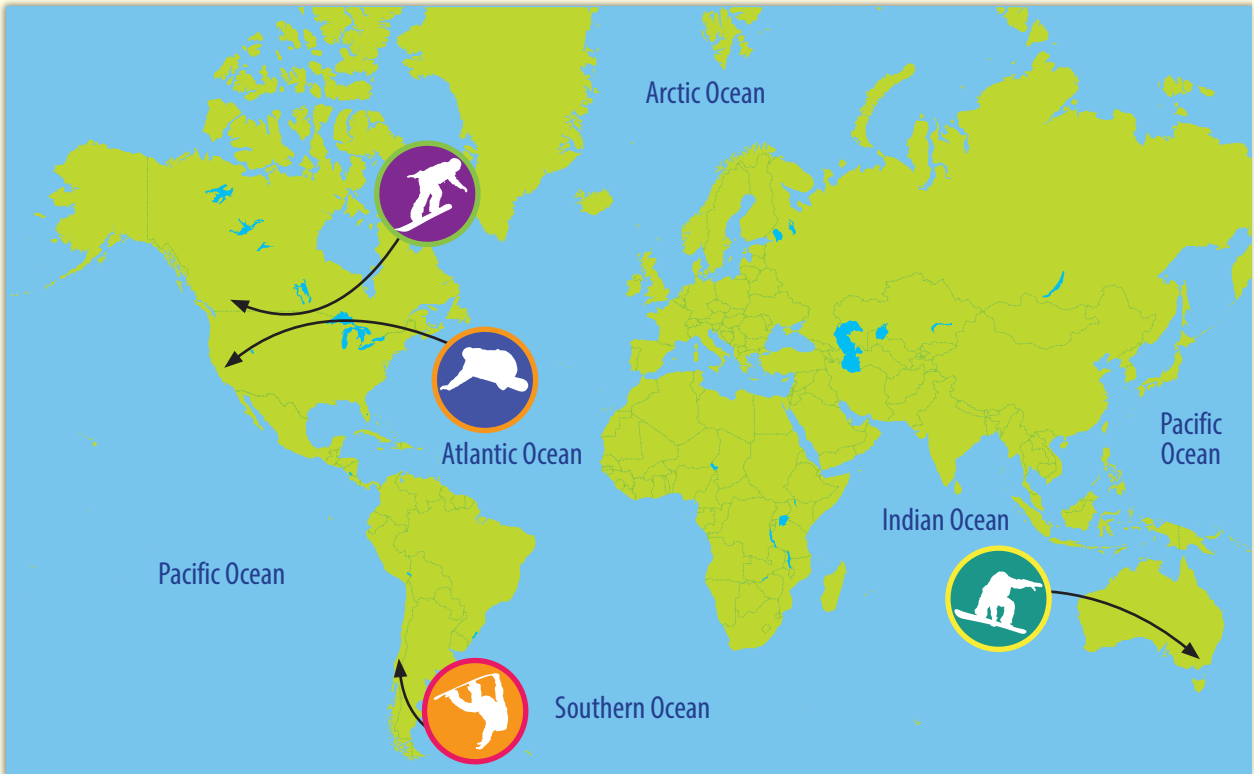 Arctic Ocean
Pacific
Ocean
Atlantic Ocean
Indian Ocean
Pacific Ocean
Southern Ocean